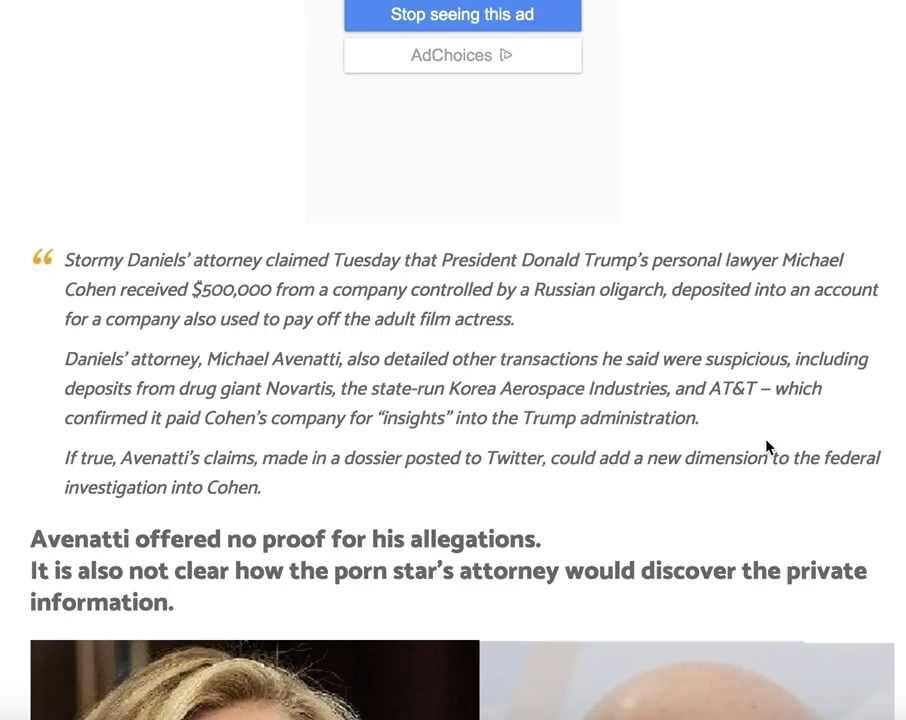 Stop seeing this ad
AdChoices
“ Stormy Daniels’ attorney claimed Tuesday that President Donald Trump’s personal lawyer Michael
Cohen received $500,000 from a company controlled by a Russian oligarch, deposited into an account
for a company also used to pay off the adult film actress.
Daniels’ attorney, Michael Avenatti, also detailed other transactions he said were suspicious, including
deposits from drug giant Novartis, the state-run Korea Aerospace Industries, and AT&T – which
confirmed it paid Cohen’s company for “insights” into the Trump administration.
If true, Avenatti’s claims, made in a dossier posted to Twitter, could add a new dimension to the federal
investigation into Cohen.
Avenatti offered no proof for his allegations.
It is also not clear how the porn star’s attorney would discover the private
information.